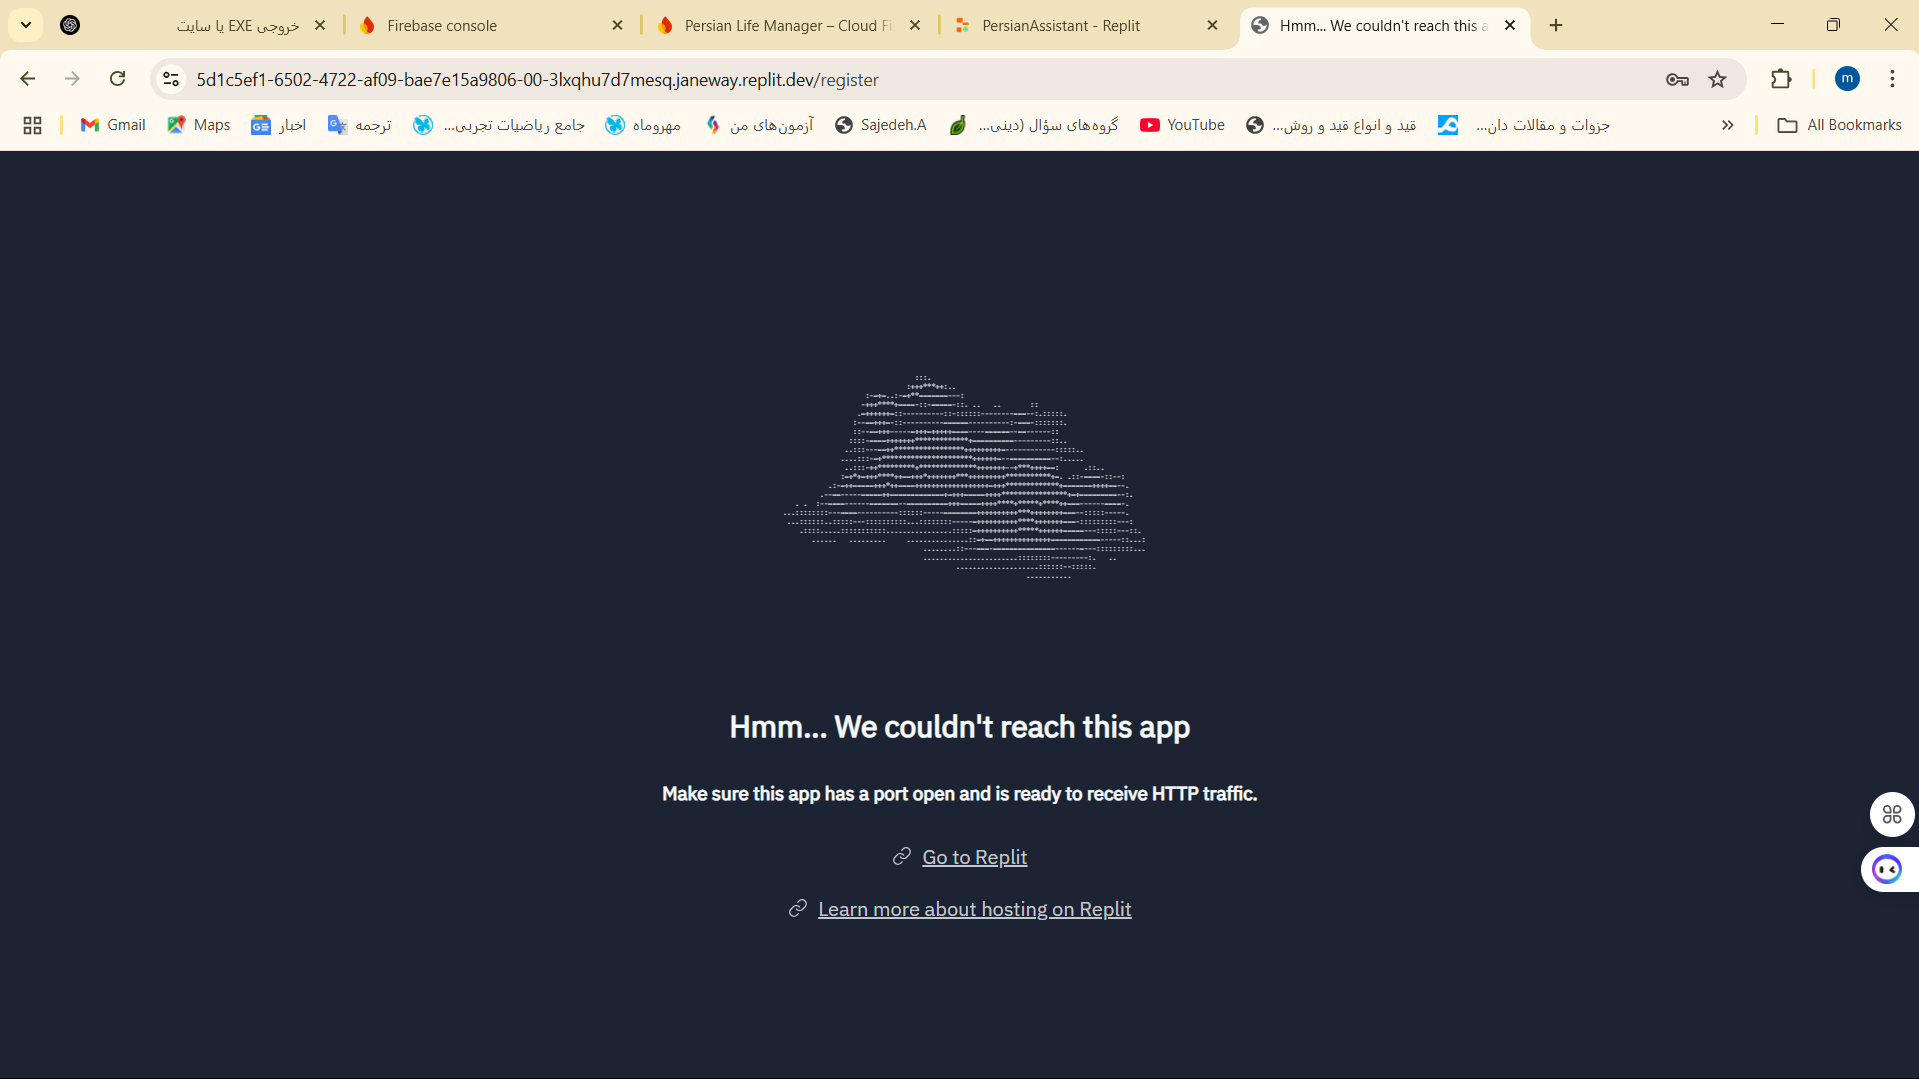 خروجی EXE یا سایت
Firebase console
Persian Life Manager – Cloud Fi
PersianAssistant - Replit
Hmm... We couldn't reach this a
5d1c5ef1-6502-4722-af09-bae7e15a9806-00-3lxqhu7d7mesq.janeway.replit.dev/register
m
Gmail
Maps
اخبار
ترجمه
جامع ریاضیات تجربی...
مهروماه
آزمون‌های من
Sajedeh.A
گروه‌های سؤال (دینی...
YouTube
قید و انواع قید و روش...
جزوات و مقالات دان...
All Bookmarks
Hmm... We couldn't reach this app
Make sure this app has a port open and is ready to receive HTTP traffic.
Go to Replit
Learn more about hosting on Replit